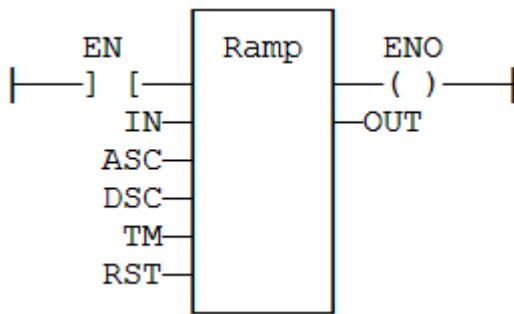 EN Ramp ENO
] [ ( )
IN OUT
ASC
DSC
TM
RST